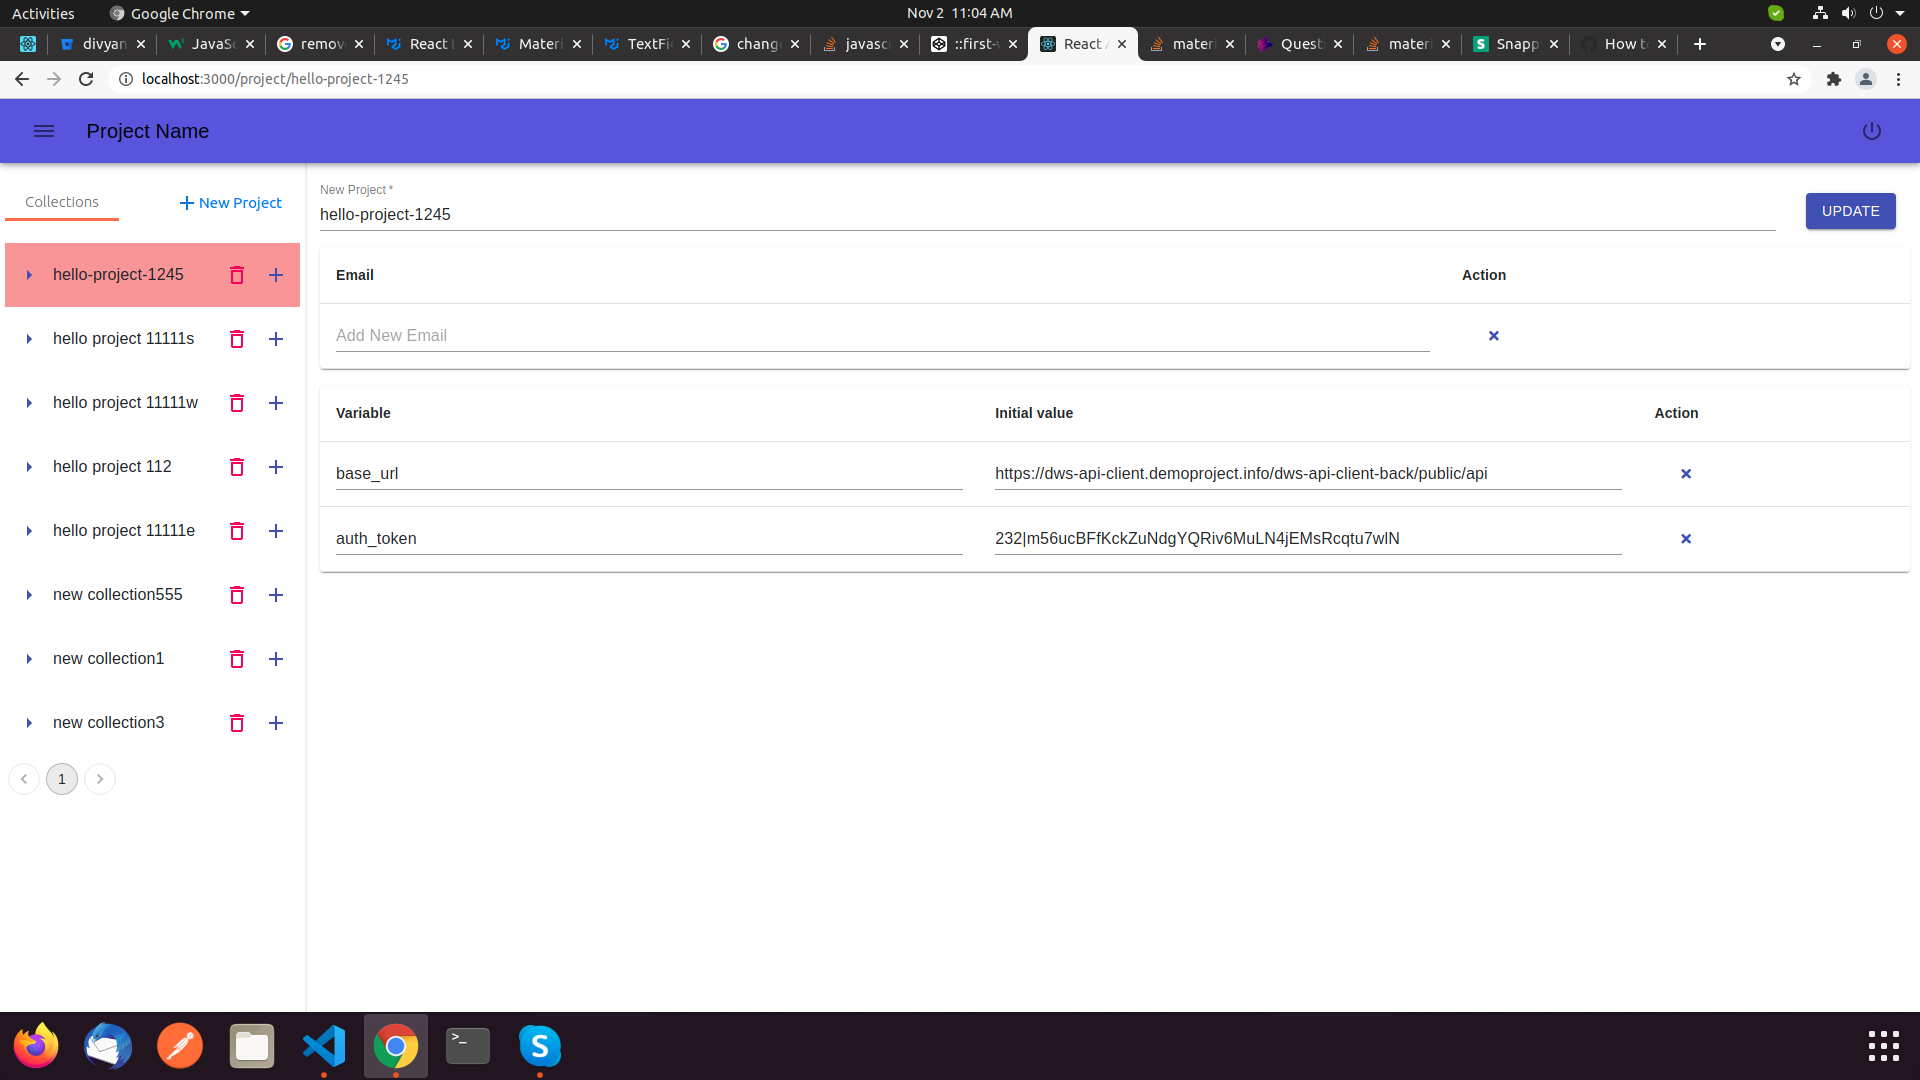 Activities
Google Chrome
Nov 2 11:04 AM
divyan
JavaSc
remov
React
Materi
TextFi
chang
javasc
::first-
React
materi
Quest
materi
Snapp
How to
localhost:3000/project/hello-project-1245
Project Name
Collections
New Project
hello-project-1245
hello project 11111s
hello project 11111w
hello project 112
hello project 11111e
new collection555
new collection1
new collection3
1
New Project *
hello-project-1245
UPDATE
Email Action
Add New Email
Variable Initial value Action
base_url https://dws-api-client.demoproject.info/dws-api-client-back/public/api
auth_token 232|m56ucBFfKckZuNdgYQRiv6MuLN4jEMsRcqtu7wlN